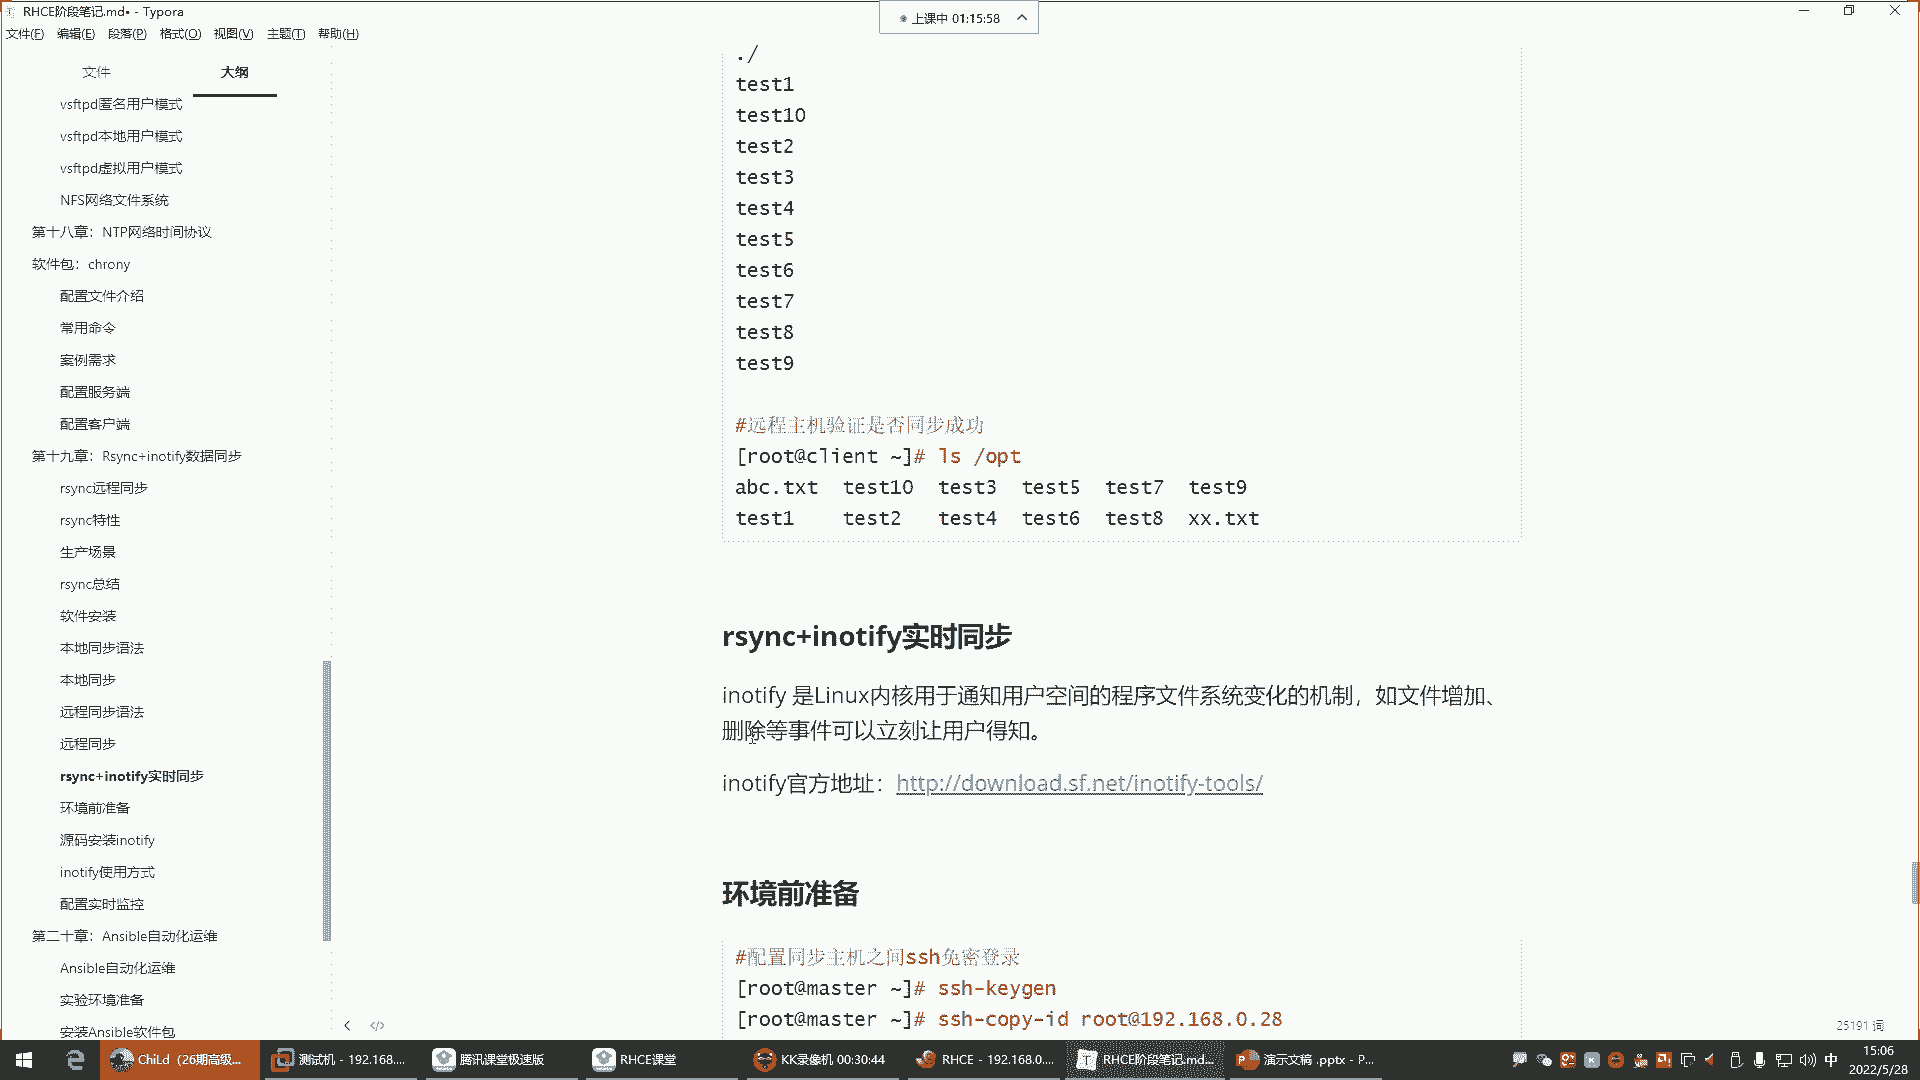 RHCE阶段笔记.md• - Typora
上课中 01:15:58
文件(F) 编辑(E) 段落(P) 格式(O) 视图(V) 主题(T) 帮助(H)
文件 大纲
vsftpd匿名用户模式
vsftpd本地用户模式
vsftpd虚拟用户模式
NFS网络文件系统
第十八章：NTP网络时间协议
软件包：chrony
配置文件介绍
常用命令
案例需求
配置服务端
配置客户端
第十九章：Rsync+inotify数据同步
rsync远程同步
rsync特性
生产场景
rsync总结
软件安装
本地同步语法
本地同步
远程同步语法
远程同步
rsync+inotify实时同步
环境前准备
源码安装inotify
inotify使用方式
配置实时监控
第二十章：Ansible自动化运维
Ansible自动化运维
实验环境准备
安装Ansible软件包
./
test1
test10
test2
test3
test4
test5
test6
test7
test8
test9
#远程主机验证是否同步成功
[root@client ~]# ls /opt
abc.txt test10 test3 test5 test7 test9
test1 test2 test4 test6 test8 xx.txt
rsync+inotify实时同步
inotify 是Linux内核用于通知用户空间的程序文件系统变化的机制，如文件增加、
删除等事件可以立刻让用户得知。
inotify官方地址：http://download.sf.net/inotify-tools/
环境前准备
#配置同步主机之间ssh免密登录
[root@master ~]# ssh-keygen
[root@master ~]# ssh-copy-id root@192.168.0.28
25191 词
ChiLd（26期高级... 测试机 - 192.168.... 腾讯课堂极速版 RHCE课堂 KK录像机 00:30:44 RHCE - 192.168.0.... RHCE阶段笔记.md... 演示文稿 .pptx - P...
中
15:06
2022/5/28